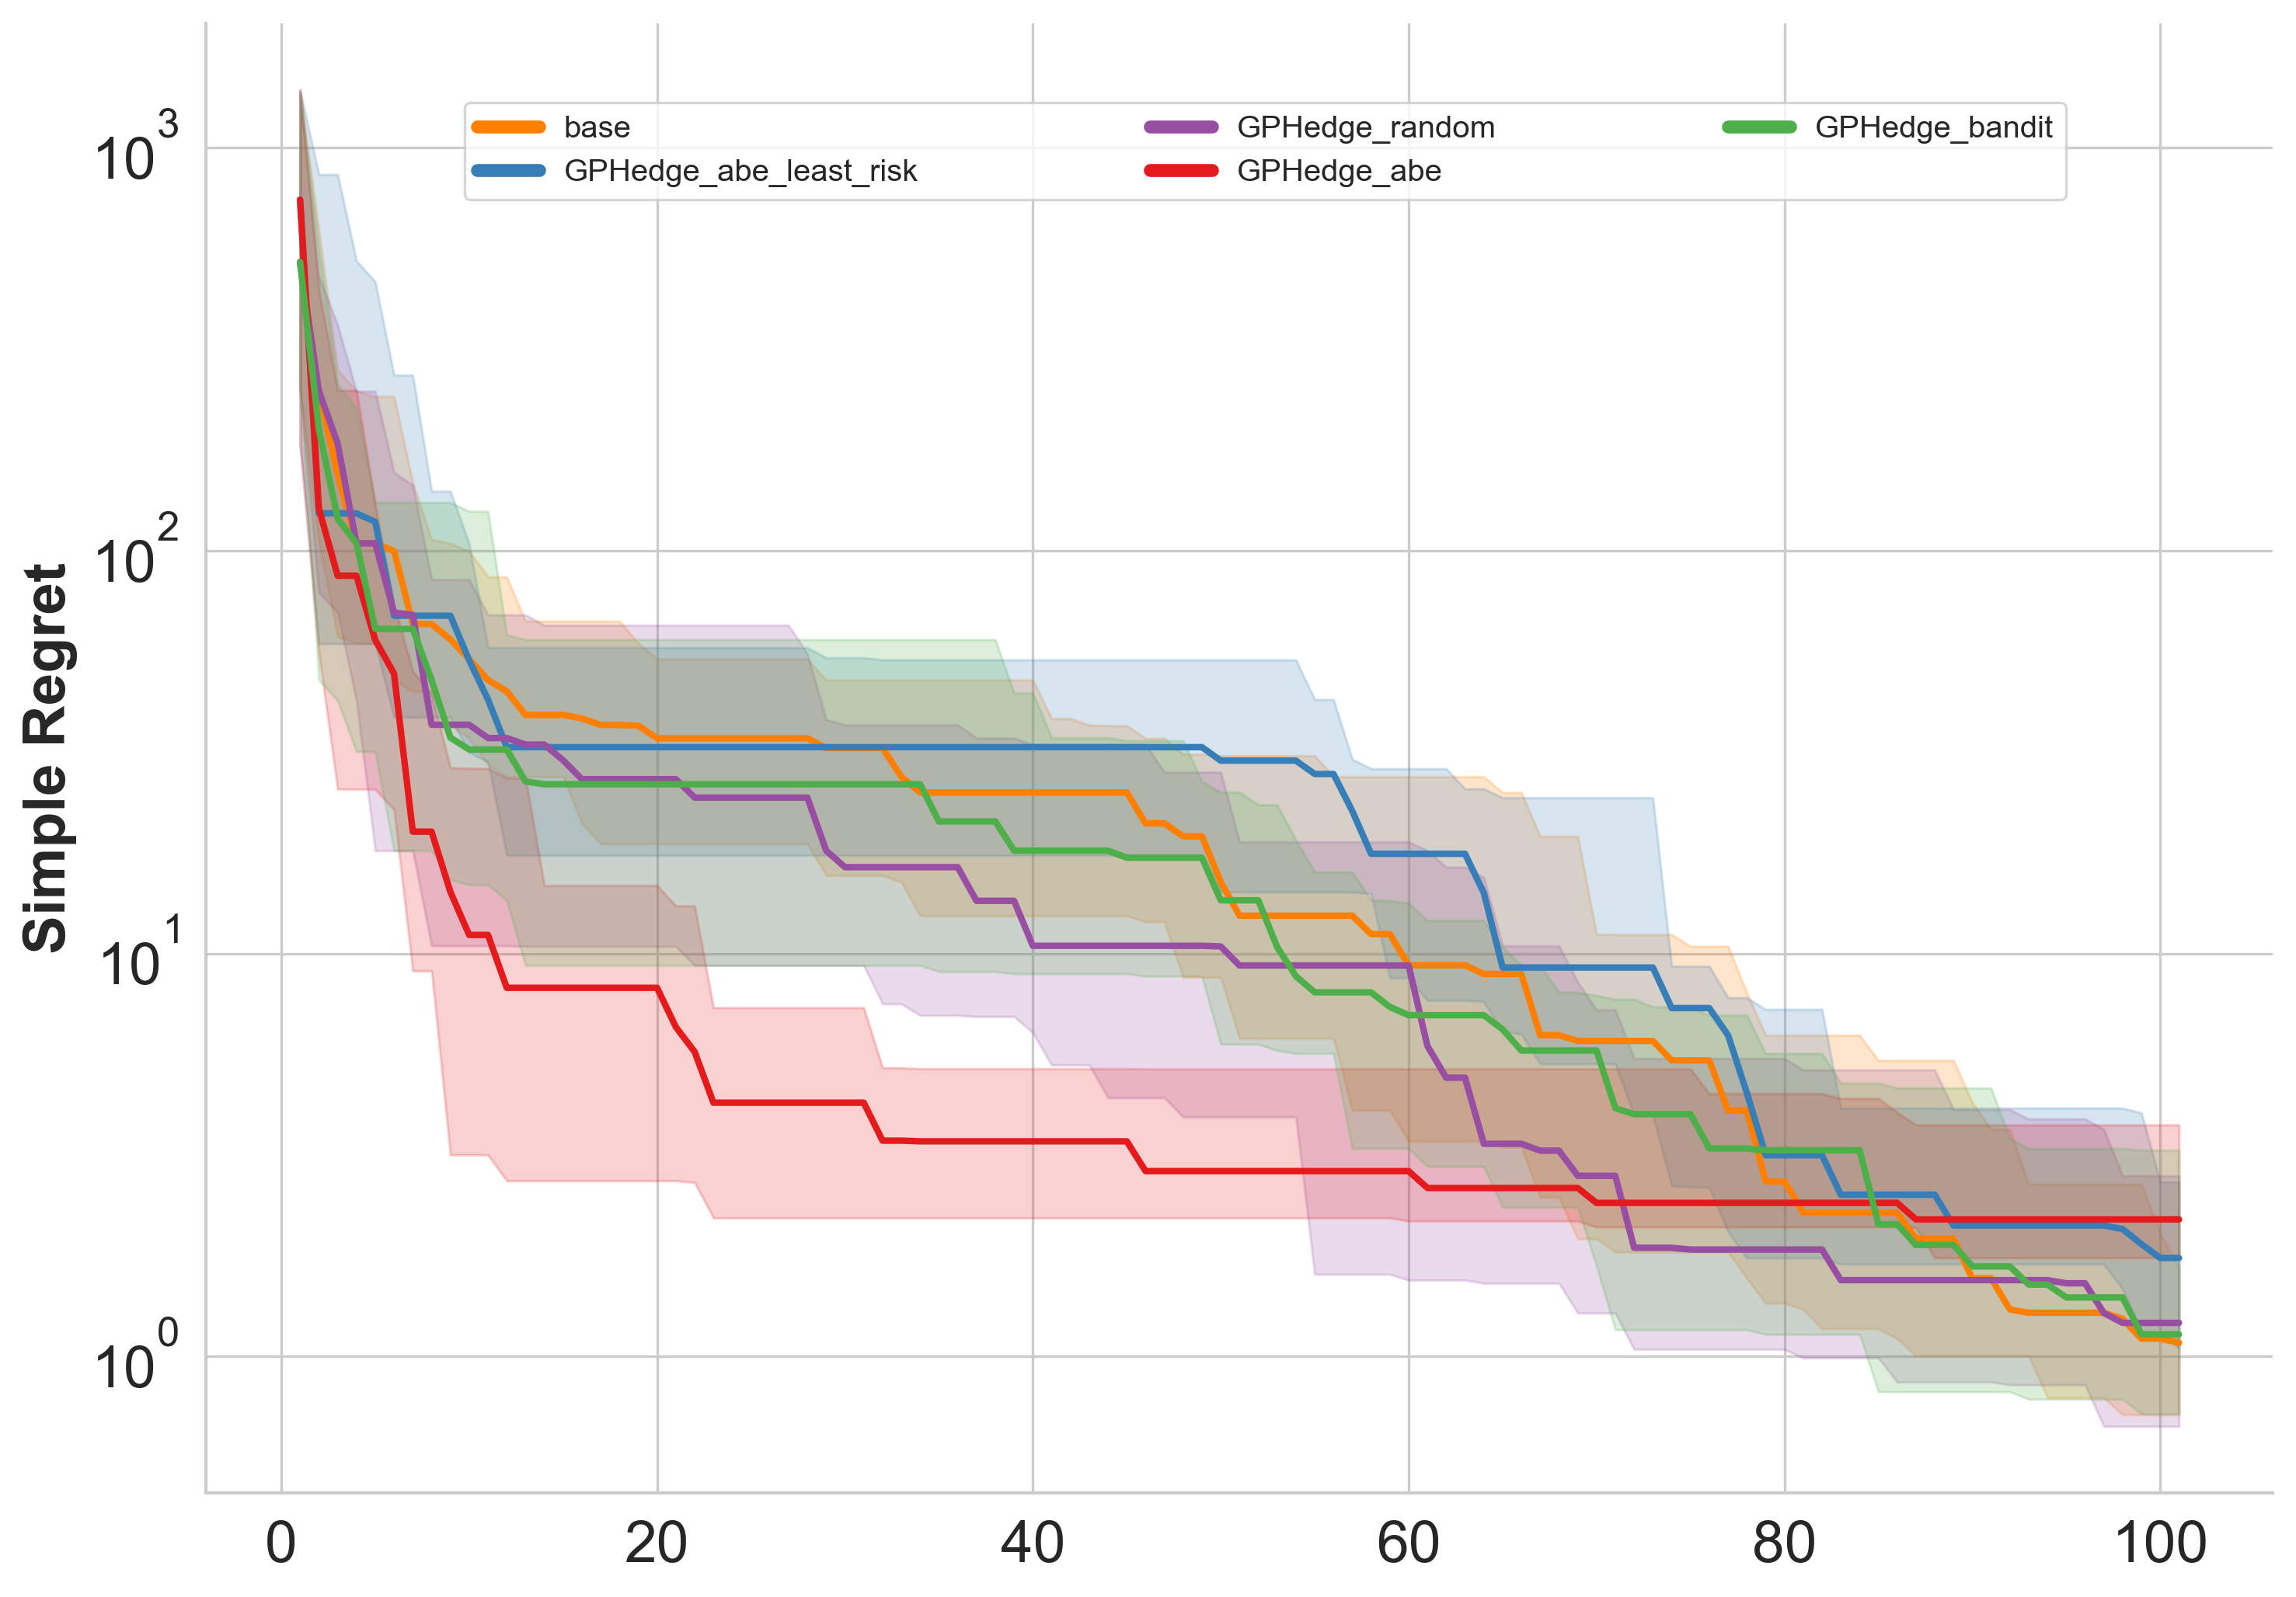 base GPHedge_random GPHedge_bandit
GPHedge_abe_least_risk GPHedge_abe
10^3
10^2
10^1
10^0
Simple Regret
0 20 40 60 80 100